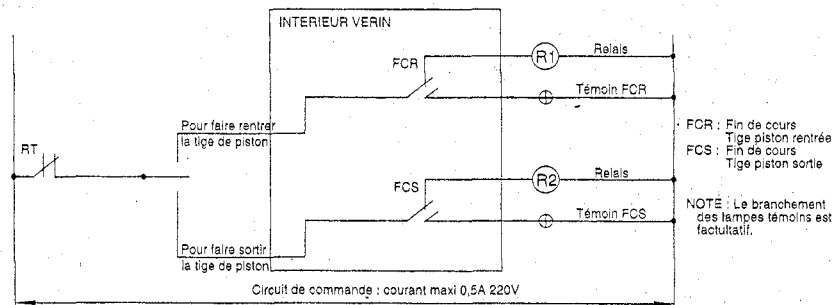 INTERIEUR VERIN
FCR
R1
Relais
Témoin FCR
Pour faire rentrer
la tige de piston
RT
FCR : Fin de cours
Tige piston rentrée
FCS : Fin de cours
Tige piston sortie
FCS
R2
Relais
Témoin FCS
NOTE : Le branchement
des lampes témoins est
factultatif.
Pour faire sortir
la tige de piston
Circuit de commande : courant maxi 0,5A 220V